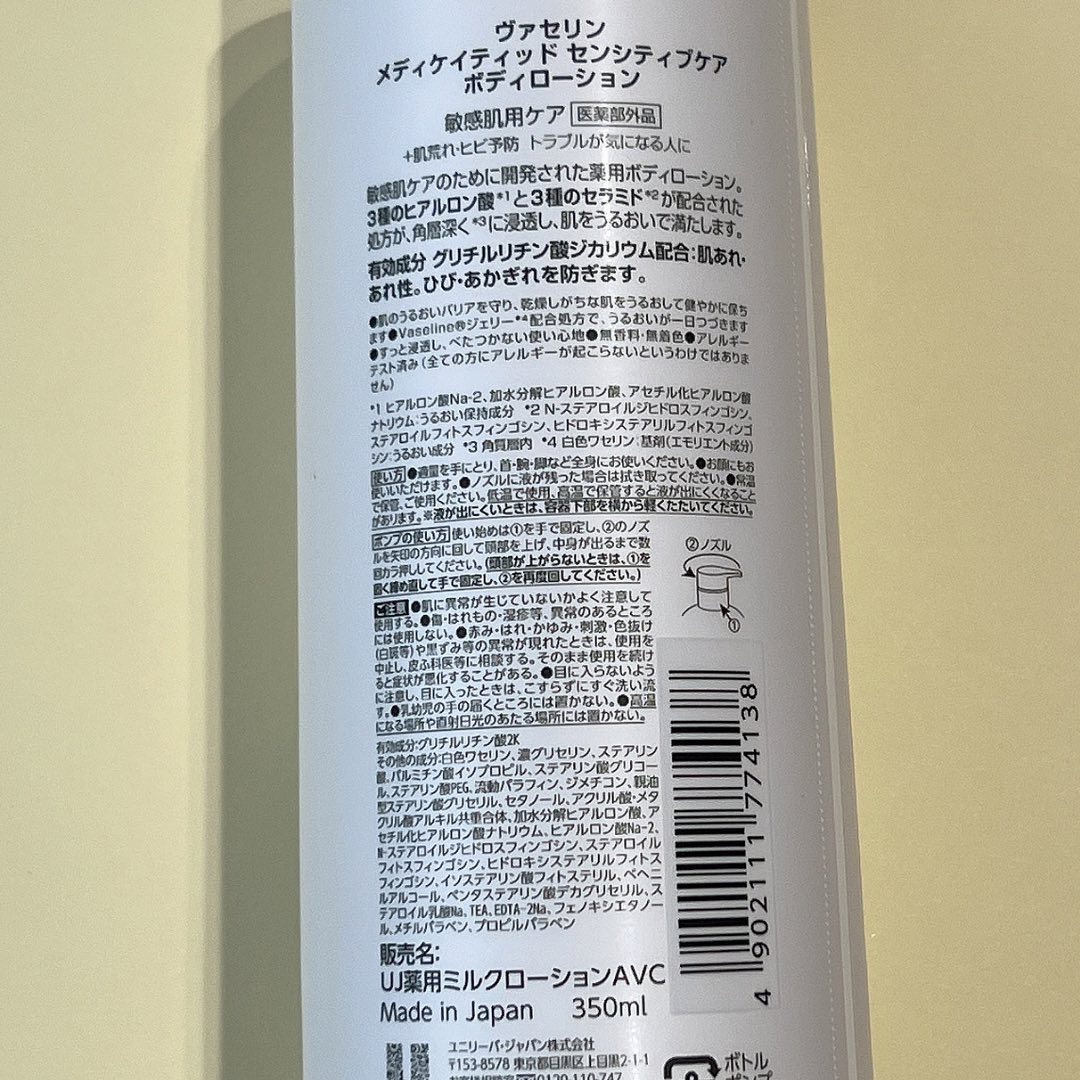 ヴァセリン
メディケイティッド センシティブケア
ボディローション
敏感肌用ケア 医薬部外品
+肌荒れ・ヒビ予防 トラブルが気になる人に
敏感肌ケアのために開発された薬用ボディローション。
3種のヒアルロン酸*1と3種のセラミド*2が配合された
処方が、角層深く*3に浸透し、肌をうるおいで満たします。
有効成分 グリチルリチン酸ジカリウム配合：肌あれ・
あれ性。ひび・あかぎれを防ぎます。
●肌のうるおいバリアを守り、乾燥しがちな肌をうるおして健やかに保ち
ます●Vaseline®ジェリー*4配合処方で、うるおいが一日つづきます
●すっと浸透し、べたつかない使い心地●無香料・無着色●アレルギー
テスト済み（全ての方にアレルギーが起こらないというわけではありま
せん）
*1 ヒアルロン酸Na-2、加水分解ヒアルロン酸、アセチル化ヒアルロン酸
ナトリウム：うるおい保持成分 *2 N-ステアロイルジヒドロスフィンゴシン、
ステアロイルフィトスフィンゴシン、ヒドロキシステアリルフィトスフィンゴ
シン：うるおい成分 *3 角質層内 *4 白色ワセリン：基剤（エモリエント成分）
使い方 ●適量を手にとり、首・腕・脚など全身にお使いください。●お顔にもお
使いいただけます。●ノズルに液が残った場合は拭き取ってください。●常温
で保管、ご使用ください。低温で使用、高温で保管すると液が出にくくなること
があります。※液が出にくいときは、容器下部を横から軽くたたいてください。
ポンプの使い方 使い始めは①を手で固定し、②のノズ
ルを矢印の方向に回して頭部を上げ、中身が出るまで数
回カラ押ししてください。（頭部が上がらないときは、①を
固く締め直して手で固定し、②を再度回してください。）
②ノズル
①
ご注意 ●肌に異常が生じていないかよく注意して
使用する。●傷・はれもの・湿疹等、異常のあるところ
には使用しない。●赤み・はれ・かゆみ・刺激・色抜け
（白斑等）や黒ずみ等の異常が現れたときは、使用を
中止し、皮ふ科医等に相談する。そのまま使用を続け
ると症状が悪化することがある。●目に入らないよう
に注意し、目に入ったときは、こすらずにすぐ洗い流
す。●乳幼児の手の届くところには置かない。●高温
になる場所や直射日光のあたる場所には置かない。
有効成分：グリチルリチン酸2K
その他の成分：白色ワセリン、濃グリセリン、ステアリン
酸、パルミチン酸イソプロピル、ステアリン酸グリコー
ル、ステアリン酸PEG、流動パラフィン、ジメチコン、親油
型ステアリン酸グリセリル、セタノール、アクリル酸・メタ
クリル酸アルキル共重合体、加水分解ヒアルロン酸、ア
セチル化ヒアルロン酸ナトリウム、ヒアルロン酸Na-2、
N-ステアロイルジヒドロスフィンゴシン、ステアロイル
フィトスフィンゴシン、ヒドロキシステアリルフィトス
フィンゴシン、イソステアリン酸フィトステリル、ベヘニ
ルアルコール、ペンタステアリン酸デカグリセリル、ス
テアロイル乳酸Na、TEA、EDTA-2Na、フェノキシエタノー
ル、メチルパラベン、プロピルパラベン
4 902111 774138
販売名：
UJ薬用ミルクローションAVC
Made in Japan 350ml
ユニリーバ・ジャパン株式会社
〒153-8578 東京都目黒区上目黒2-1-1
0120-110-747
ボトル
ポンプ